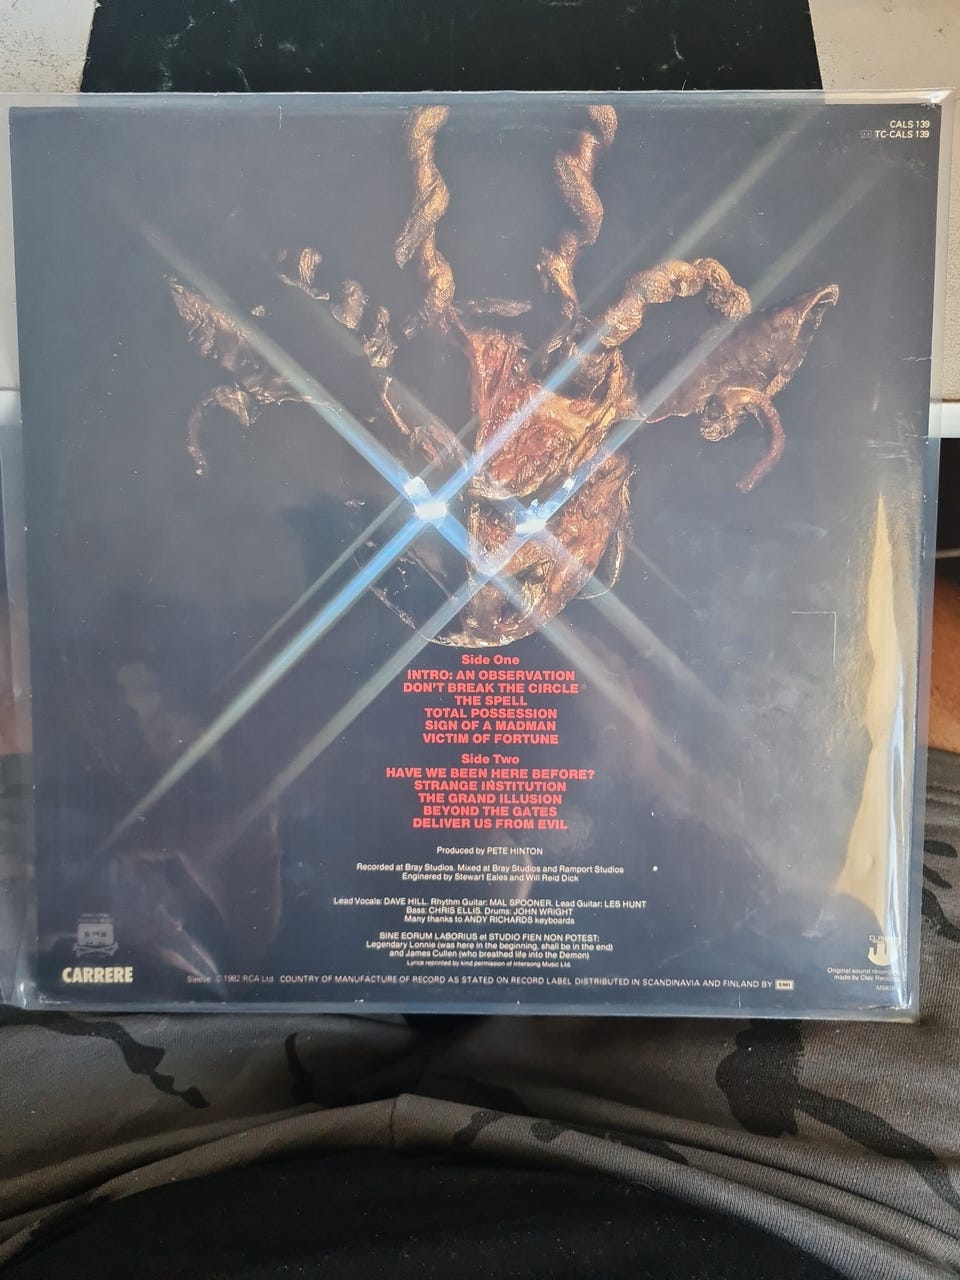 CALS 139
TC-CALS 139
Side One
INTRO: AN OBSERVATION
DON'T BREAK THE CIRCLE
THE SPELL
TOTAL POSSESSION
SIGN OF A MADMAN
VICTIM OF FORTUNE
Side Two
HAVE WE BEEN HERE BEFORE?
STRANGE INSTITUTION
THE GRAND ILLUSION
BEYOND THE GATES
DELIVER US FROM EVIL
Produced by PETE HINTON
Recorded at Bray Studios. Mixed at Bray Studios and Ramport Studios
Enginered by Stewart Eales and Will Reid Dick
Lead Vocals: DAVE HILL. Rhythm Guitar: MAL SPOONER. Lead Guitar: LES HUNT
Bass: CHRIS ELLIS. Drums: JOHN WRIGHT
Many thanks to ANDY RICHARDS keyboards
SINE EORUM LABORIUS et STUDIO FIEN NON POTEST:
Legendary Lonnie (was here in the beginning, shall be in the end)
and James Cullen (who breathed life into the Demon)
Lyrics reprinted by kind permission of Intersong Music Ltd.
CARRERE
Sleeve © 1982 RCA Ltd COUNTRY OF MANUFACTURE OF RECORD AS STATED ON RECORD LABEL DISTRIBUTED IN SCANDINAVIA AND FINLAND BY EMI
Original sound
made by Clay